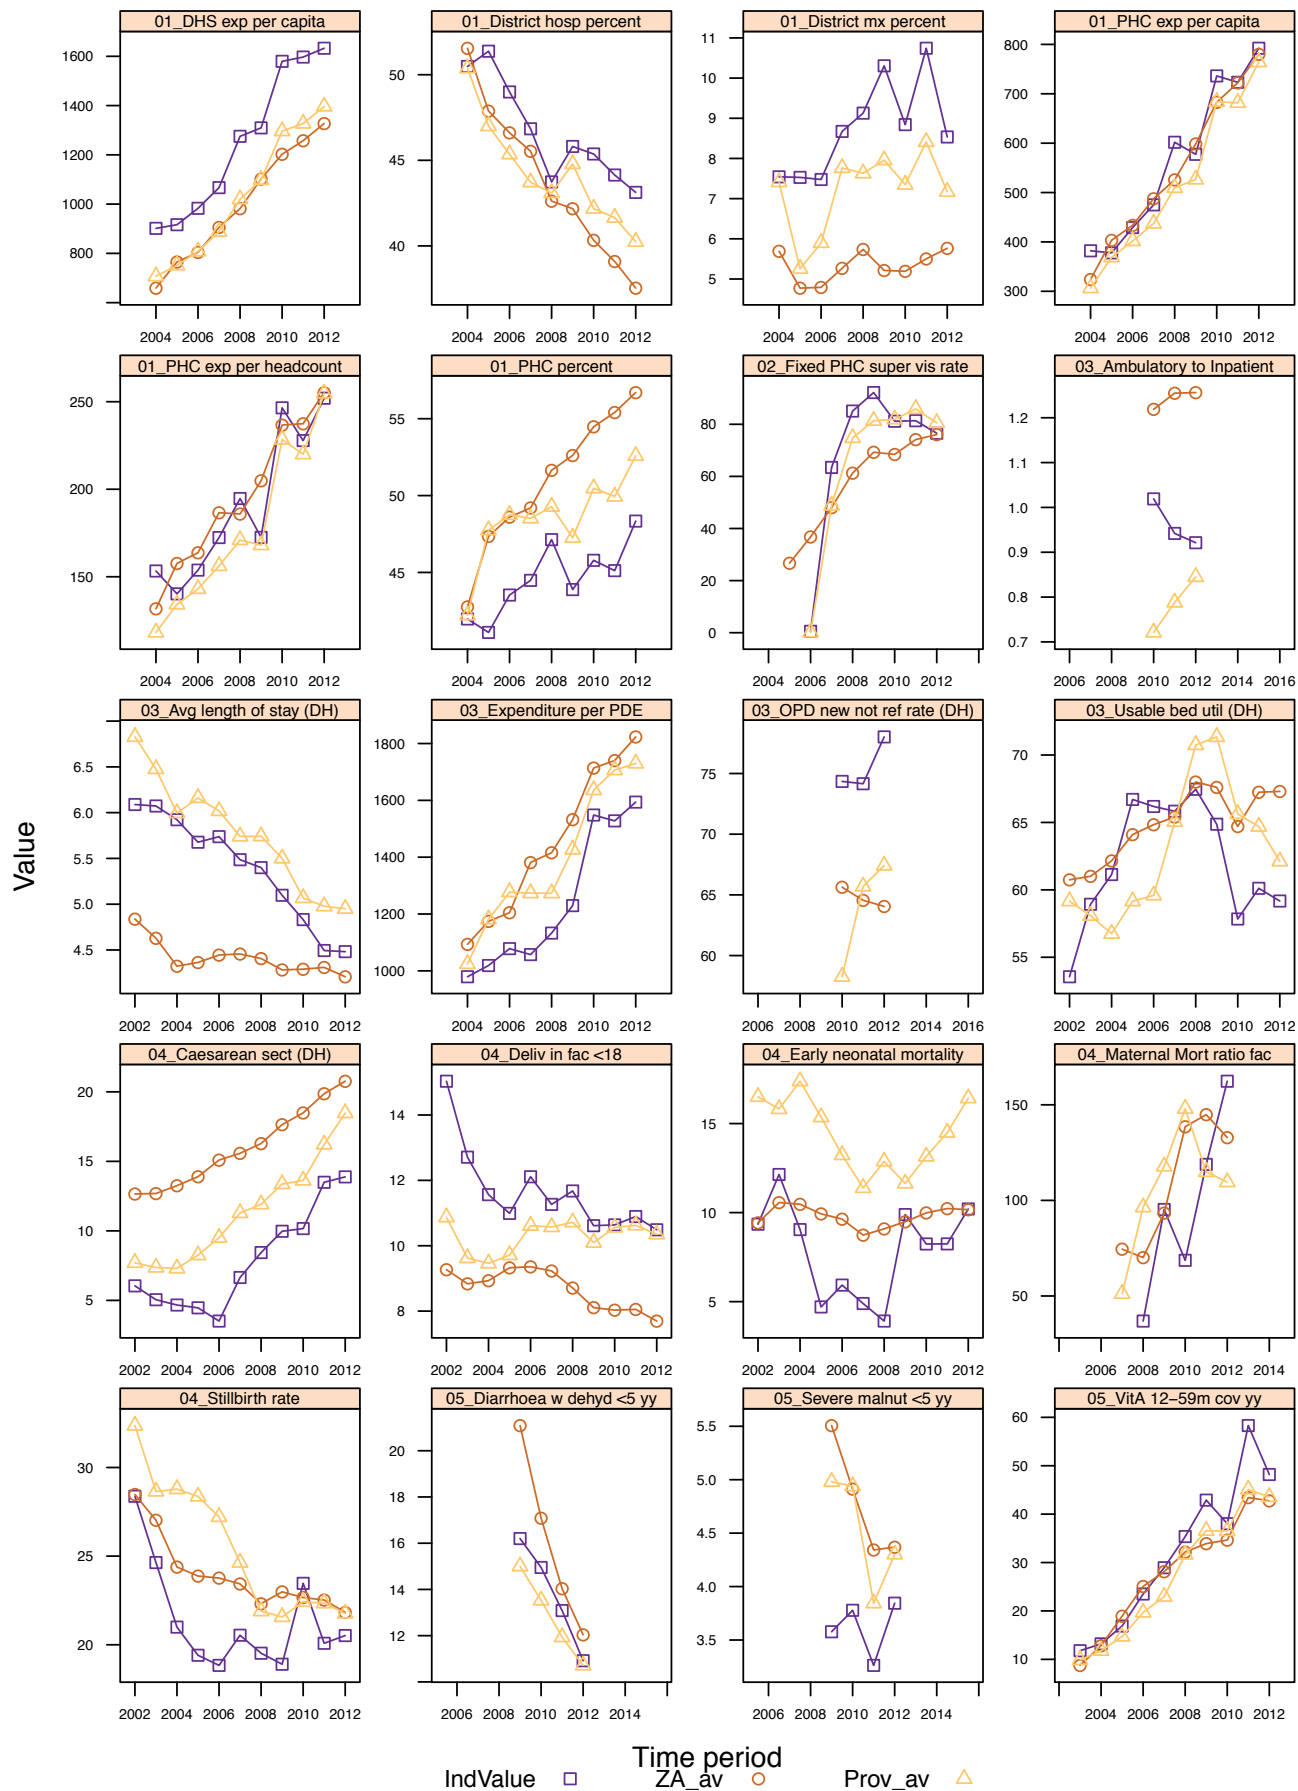 01_DHS exp per capita
01_District hosp percent
01_District mx percent
01_PHC exp per capita
1600
1400
1200
1000
800
2004 2006 2008 2010 2012
50
45
40
2004 2006 2008 2010 2012
11
10
9
8
7
6
5
2004 2006 2008 2010 2012
800
700
600
500
400
300
2004 2006 2008 2010 2012
01_PHC exp per headcount
01_PHC percent
02_Fixed PHC super vis rate
03_Ambulatory to Inpatient
250
200
150
2004 2006 2008 2010 2012
55
50
45
2004 2006 2008 2010 2012
80
60
40
20
0
2004 2006 2008 2010 2012
1.2
1.1
1.0
0.9
0.8
0.7
2006 2008 2010 2012 2014 2016
03_Avg length of stay (DH)
03_Expenditure per PDE
03_OPD new not ref rate (DH)
03_Usable bed util (DH)
6.5
6.0
5.5
5.0
4.5
2002 2004 2006 2008 2010 2012
1800
1600
1400
1200
1000
2004 2006 2008 2010 2012
75
70
65
60
2006 2008 2010 2012 2014 2016
70
65
60
55
2002 2004 2006 2008 2010 2012
Value
04_Caesarean sect (DH)
04_Deliv in fac <18
04_Early neonatal mortality
04_Maternal Mort ratio fac
20
15
10
5
2002 2004 2006 2008 2010 2012
14
12
10
8
2002 2004 2006 2008 2010 2012
15
10
5
2002 2004 2006 2008 2010 2012
150
100
50
2006 2008 2010 2012 2014
04_Stillbirth rate
05_Diarrhoea w dehyd <5 yy
05_Severe malnut <5 yy
05_VitA 12−59m cov yy
30
25
20
2002 2004 2006 2008 2010 2012
20
18
16
14
12
2006 2008 2010 2012 2014
5.5
5.0
4.5
4.0
3.5
2006 2008 2010 2012 2014
60
50
40
30
20
10
2004 2006 2008 2010 2012
Time period
IndValue ZA_av Prov_av